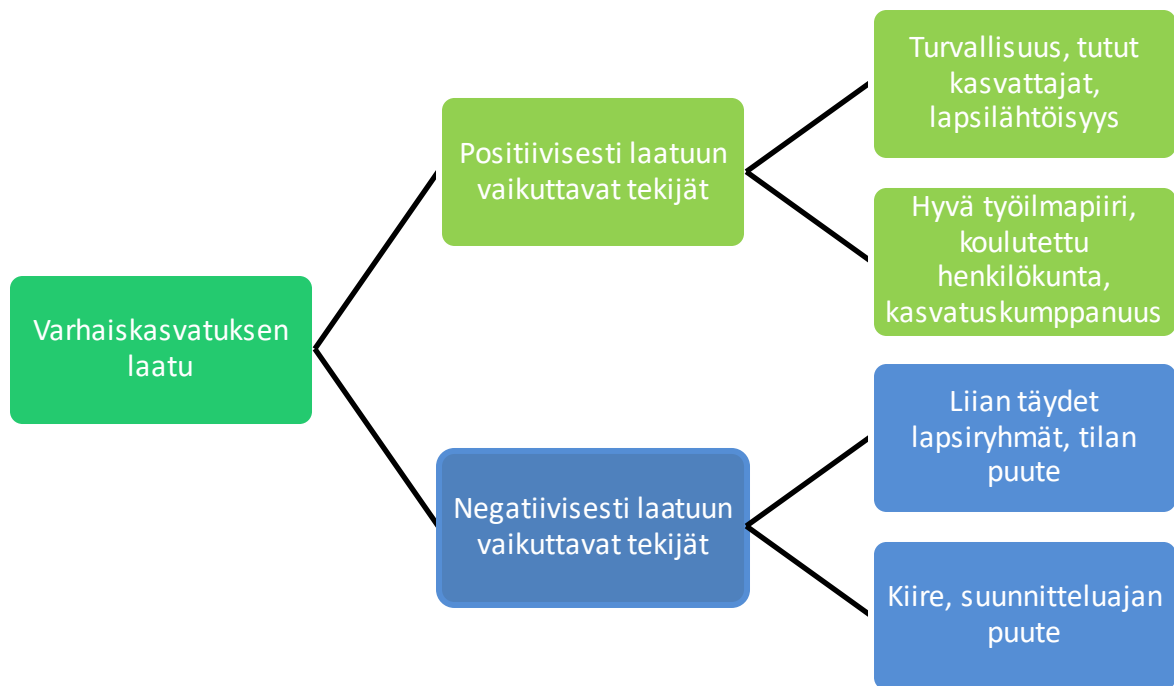 Varhaiskasvatuksen
laatu
Positiivisesti laatuun
vaikuttavat tekijät
Turvallisuus, tutut
kasvattajat,
lapsilähtöisyys
Hyvä työilmapiiri,
koulutettu
henkilökunta,
kasvatuskumppanuus
Negatiivisesti laatuun
vaikuttavat tekijät
Liian täydet
lapsiryhmät, tilan
puute
Kiire, suunnitteluajan
puute